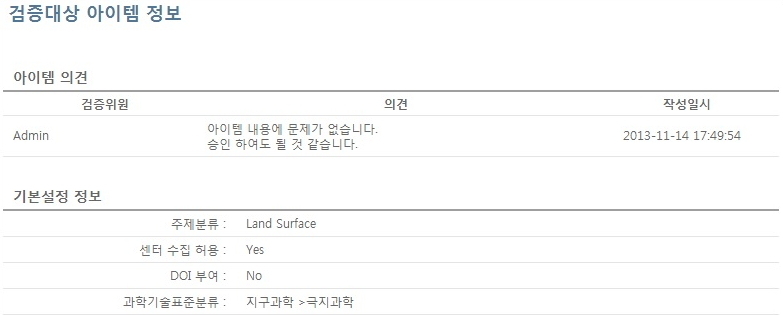 검증대상 아이템 정보
아이템 의견
검증위원 의견 작성일시
아이템 내용에 문제가 없습니다.
Admin 2013-11-14 17:49:54
승인 하여도 될 것 같습니다.
기본설정 정보
주제분류 : Land Surface
센터 수집 허용 : Yes
DOI 부여 : No
과학기술표준분류 : 지구과학 >극지과학